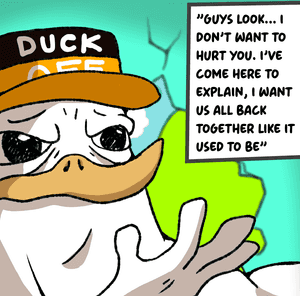 DUCK
OFF
"GUYS LOOK... I
DON'T WANT TO
HURT YOU. I'VE
COME HERE TO
EXPLAIN, I WANT
US ALL BACK
TOGETHER LIKE IT
USED TO BE"